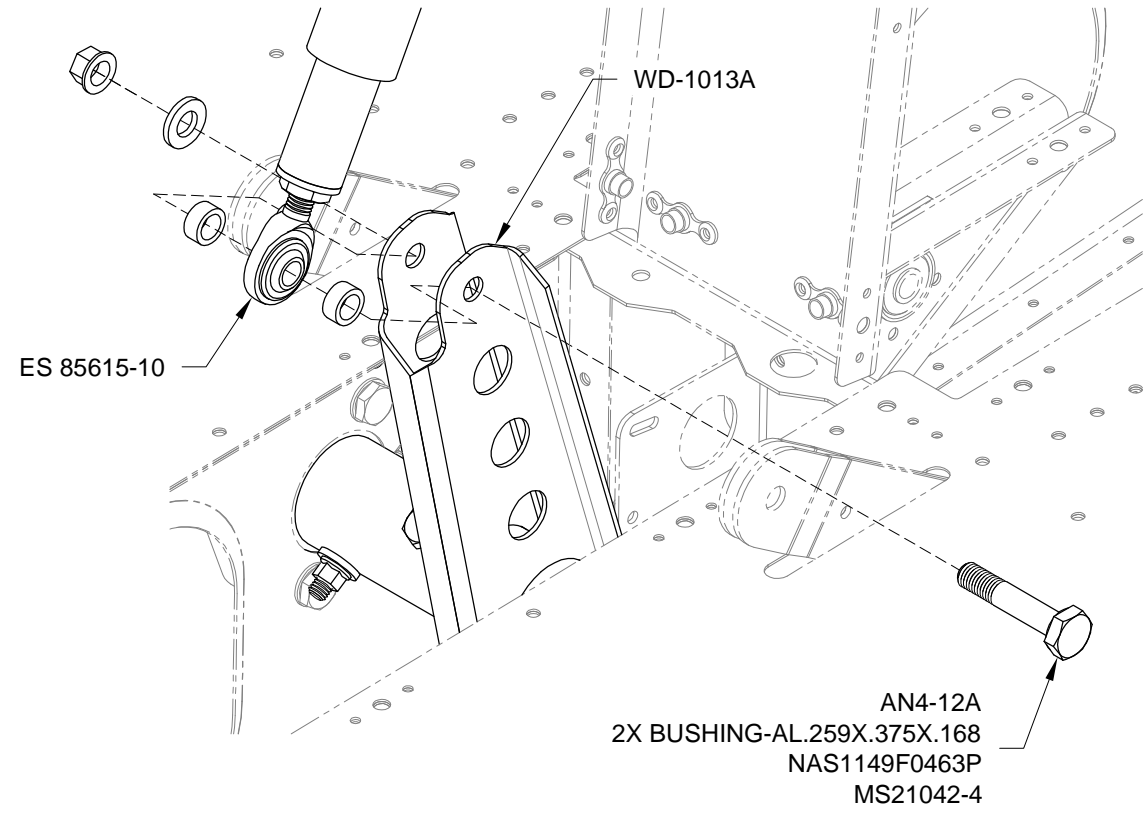 WD-1013A
ES 85615-10
AN4-12A
2X BUSHING-AL.259X.375X.168
NAS1149F0463P
MS21042-4